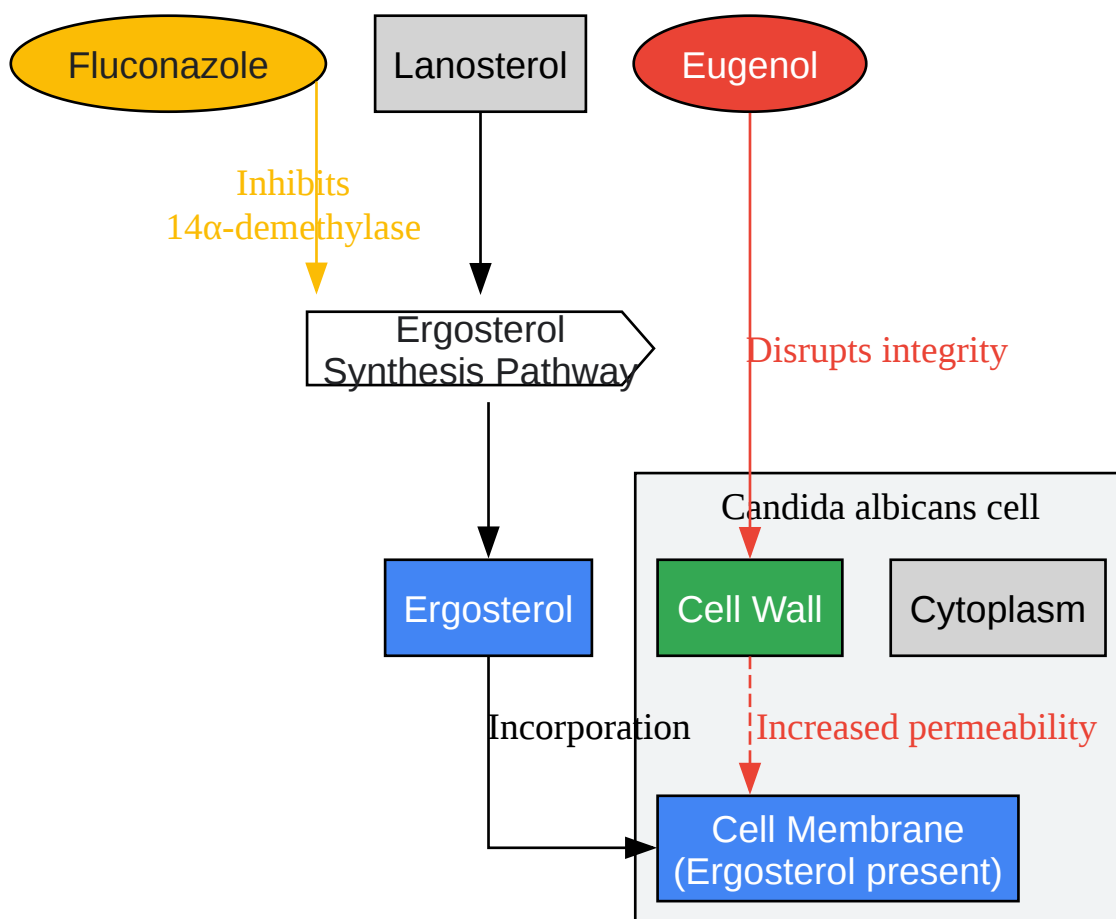 Fluconazole
Lanosterol
Eugenol
Inhibits
14α-demethylase
Ergosterol
Synthesis Pathway
Disrupts integrity
Candida albicans cell
Ergosterol
Cell Wall
Cytoplasm
Incorporation
Increased permeability
Cell Membrane
(Ergosterol present)